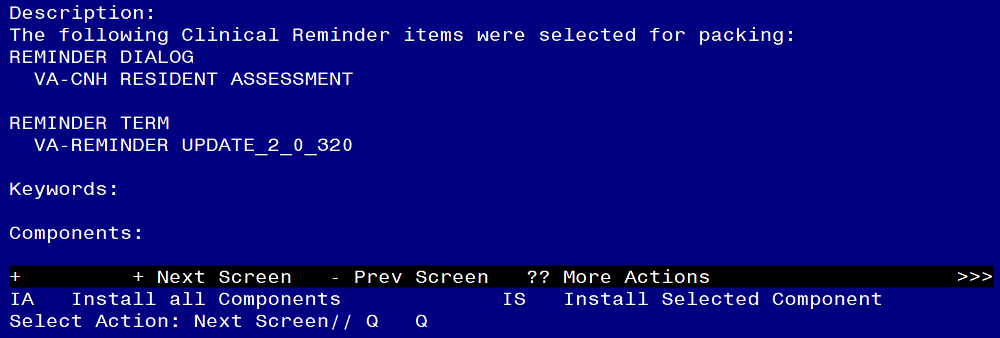 Description:
The following Clinical Reminder items were selected for packing:
REMINDER DIALOG
  VA-CNH RESIDENT ASSESSMENT
REMINDER TERM
  VA-REMINDER UPDATE_2_0_320
Keywords:
Components:
+         + Next Screen   - Prev Screen   ?? More Actions                    >>>
IA   Install all Components             IS   Install Selected Component
Select Action: Next Screen// Q   Q